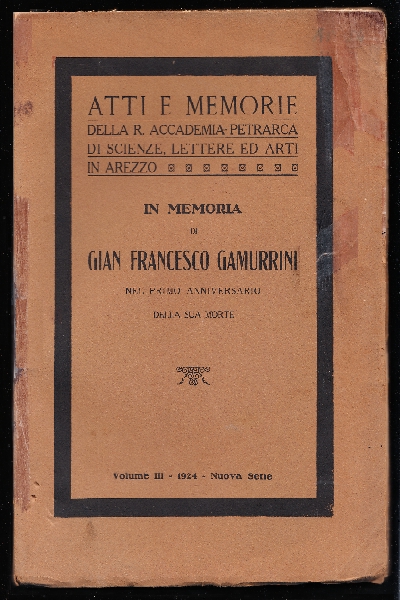 ATTI E MEMORIE
DELLA R. ACCADEMIA PETRARCA
DI SCIENZE, LETTERE ED ARTI
IN AREZZO
IN MEMORIA
DI
GIAN FRANCESCO GAMURRINI
NEL PRIMO ANNIVERSARIO
DELLA SUA MORTE
Volume III - 1924 - Nuova Serie